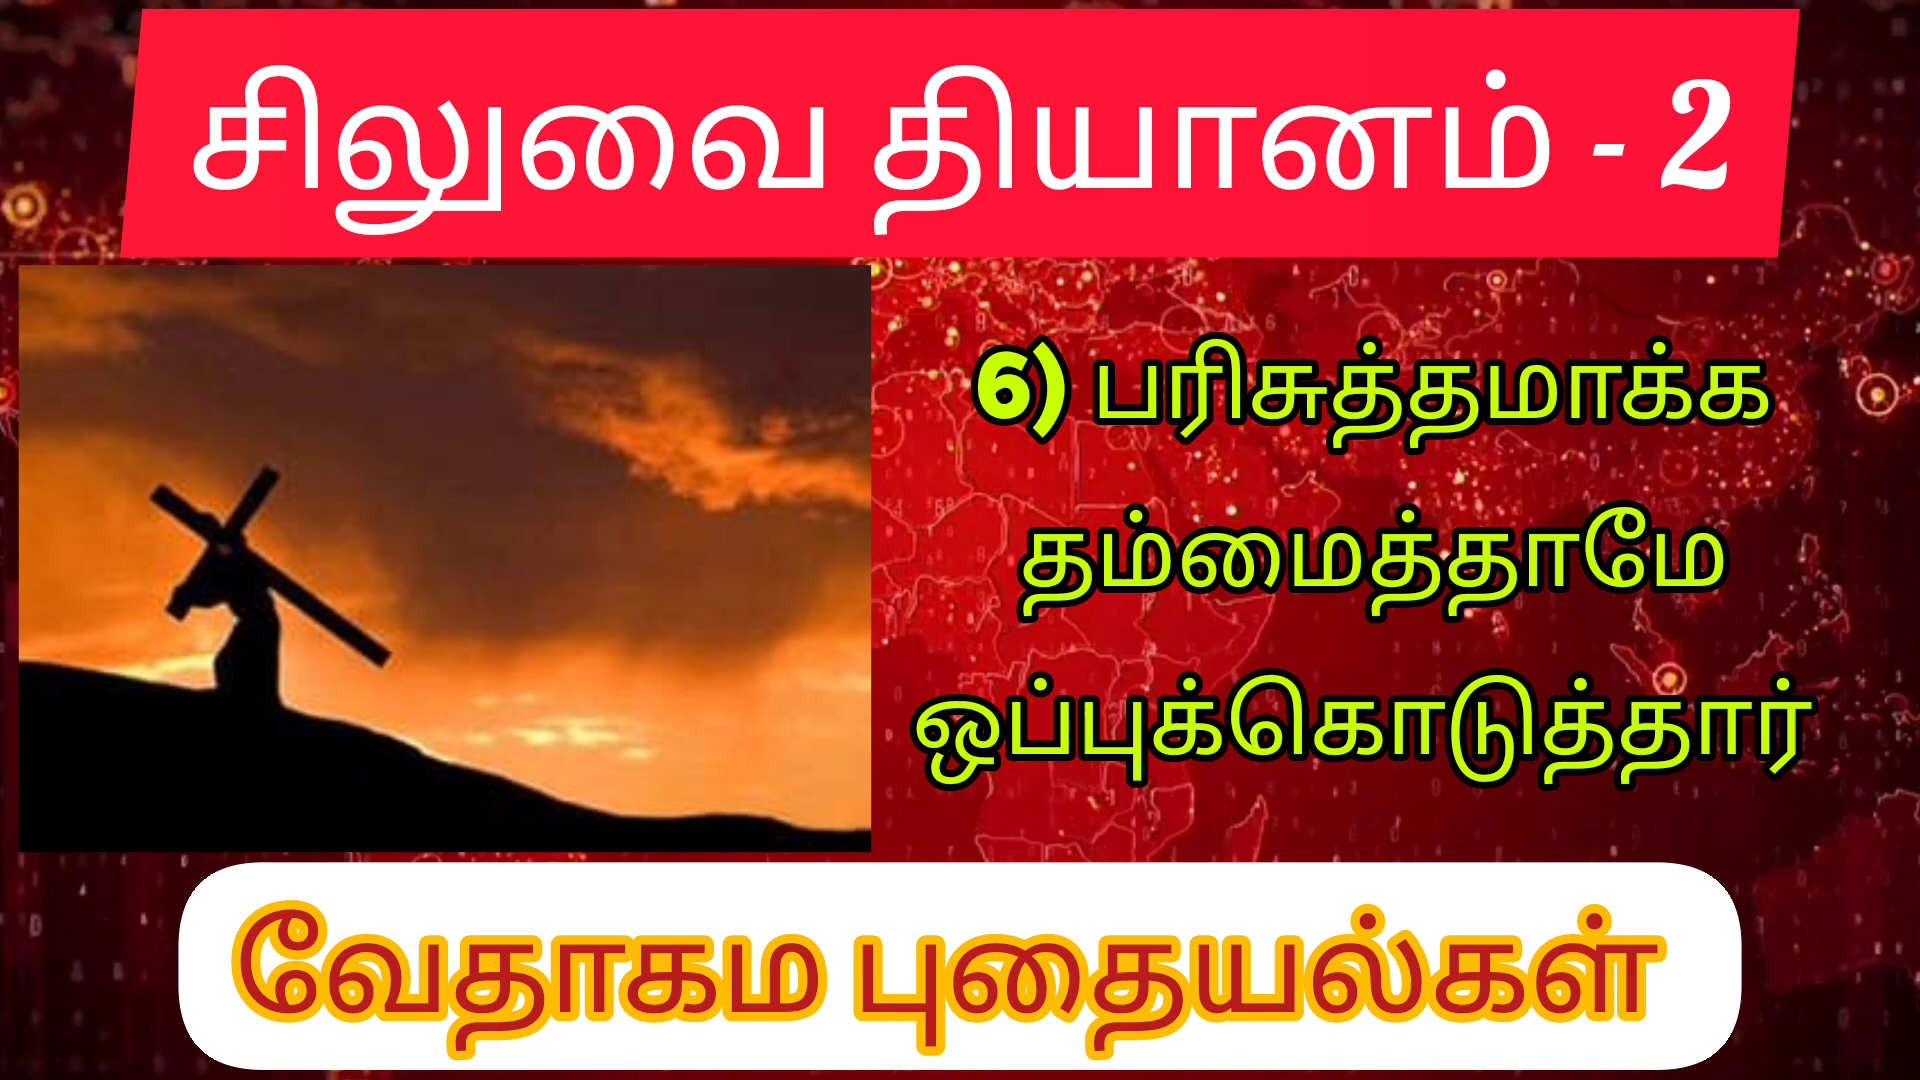 சிலுவை தியானம் - 2
6) பரிசுத்தமாக்க
தம்மைத்தாமே
ஒப்புக்கொடுத்தார்
வேதாகம புதையல்கள்